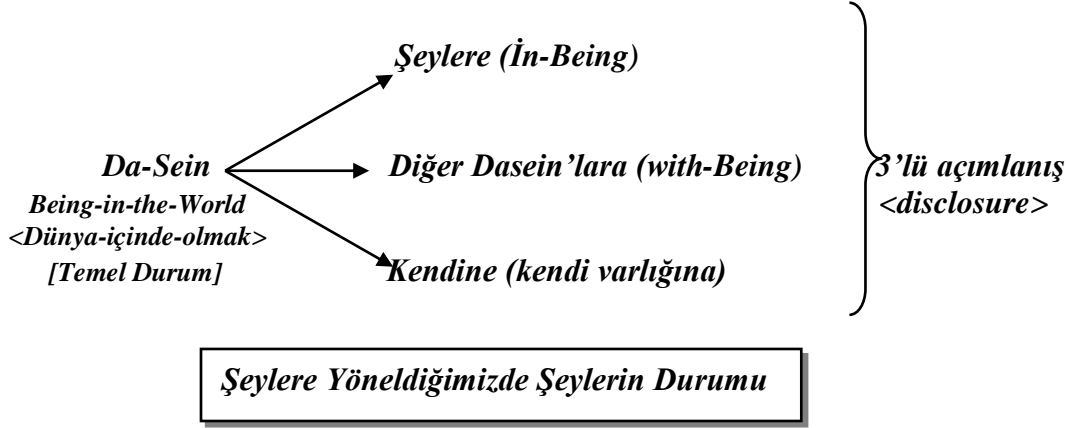 Şeylere (İn-Being)
Da-Sein
Diğer Dasein’lara (with-Being)
3’lü açımlanış
Being-in-the-World
<disclosure>
<Dünya-içinde-olmak>
[Temel Durum]
Kendine (kendi varlığına)
Şeylere Yöneldiğimizde Şeylerin Durumu